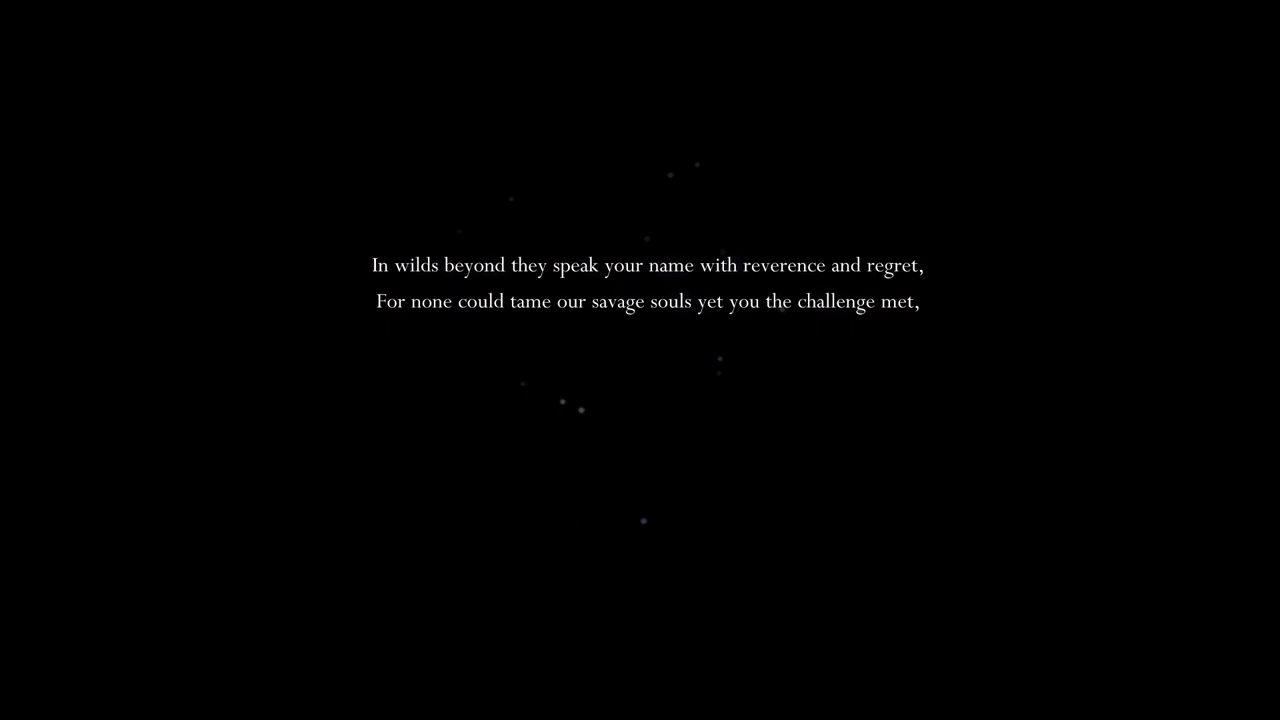 In wilds beyond they speak your name with reverence and regret,
For none could tame our savage souls yet you the challenge met,